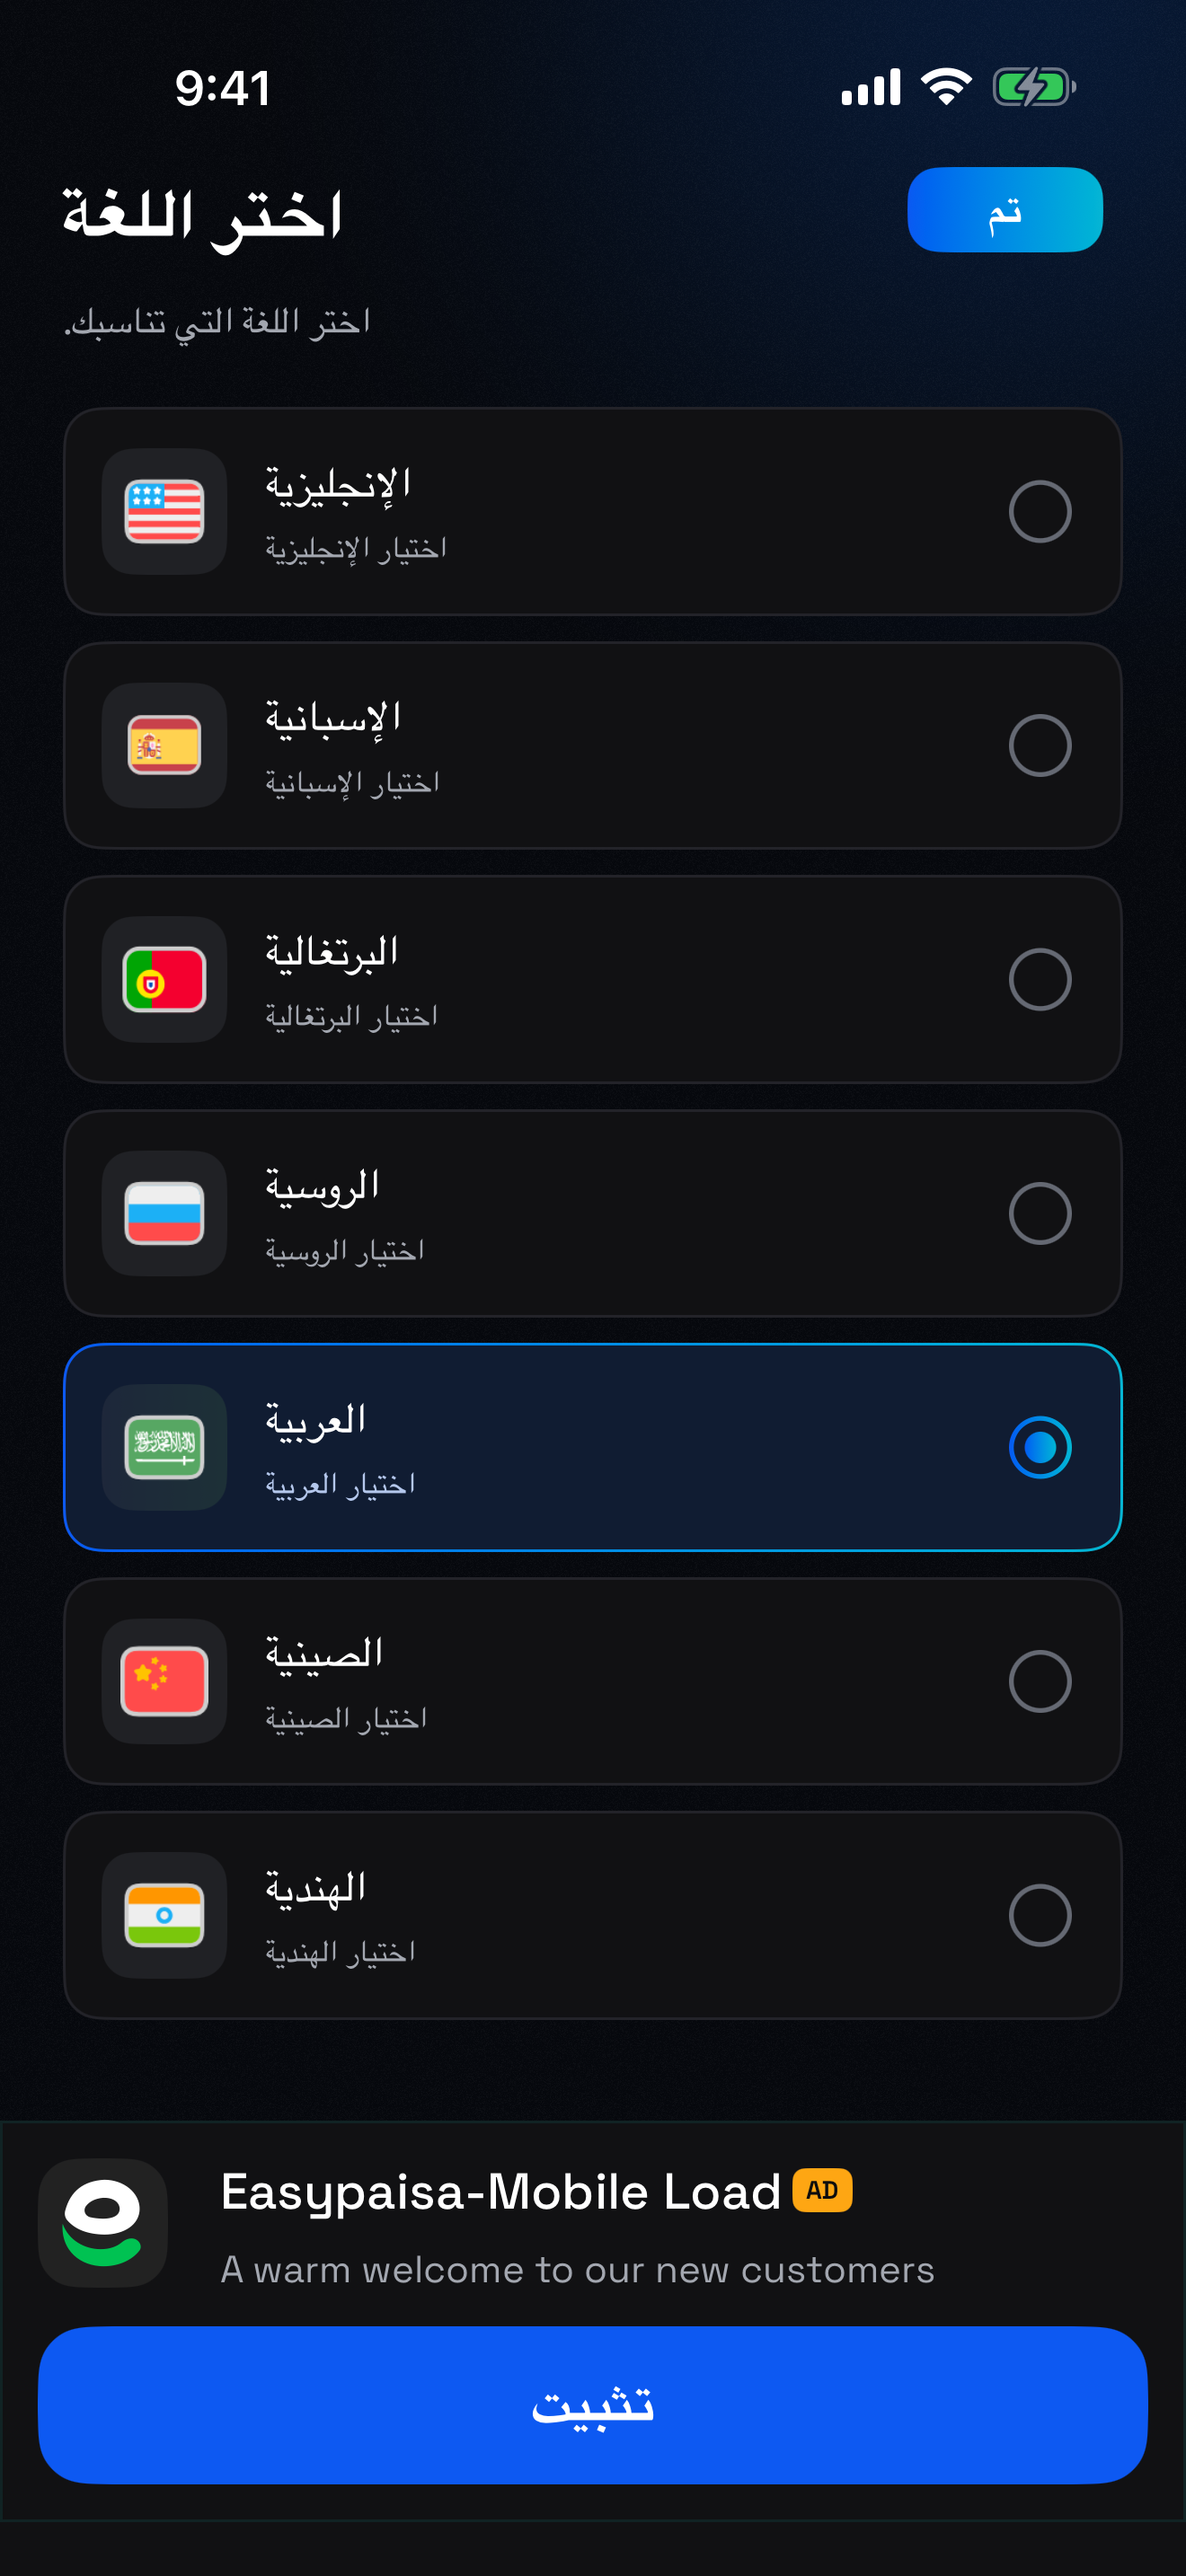 9:41
اختر اللغة
تم
اختر اللغة التي تناسبك.
الإنجليزية
اختيار الإنجليزية
الإسبانية
اختيار الإسبانية
البرتغالية
اختيار البرتغالية
الروسية
اختيار الروسية
العربية
اختيار العربية
الصينية
اختيار الصينية
الهندية
اختيار الهندية
Easypaisa-Mobile Load AD
A warm welcome to our new customers
تثبيت